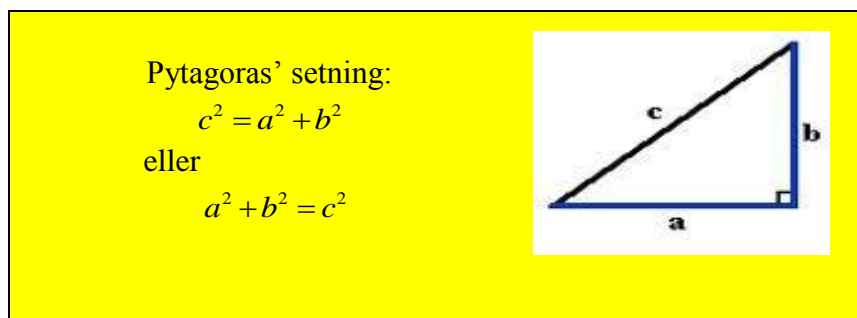 Pytagoras’ setning:
c² = a² + b²
eller
a² + b² = c²
c
b
a